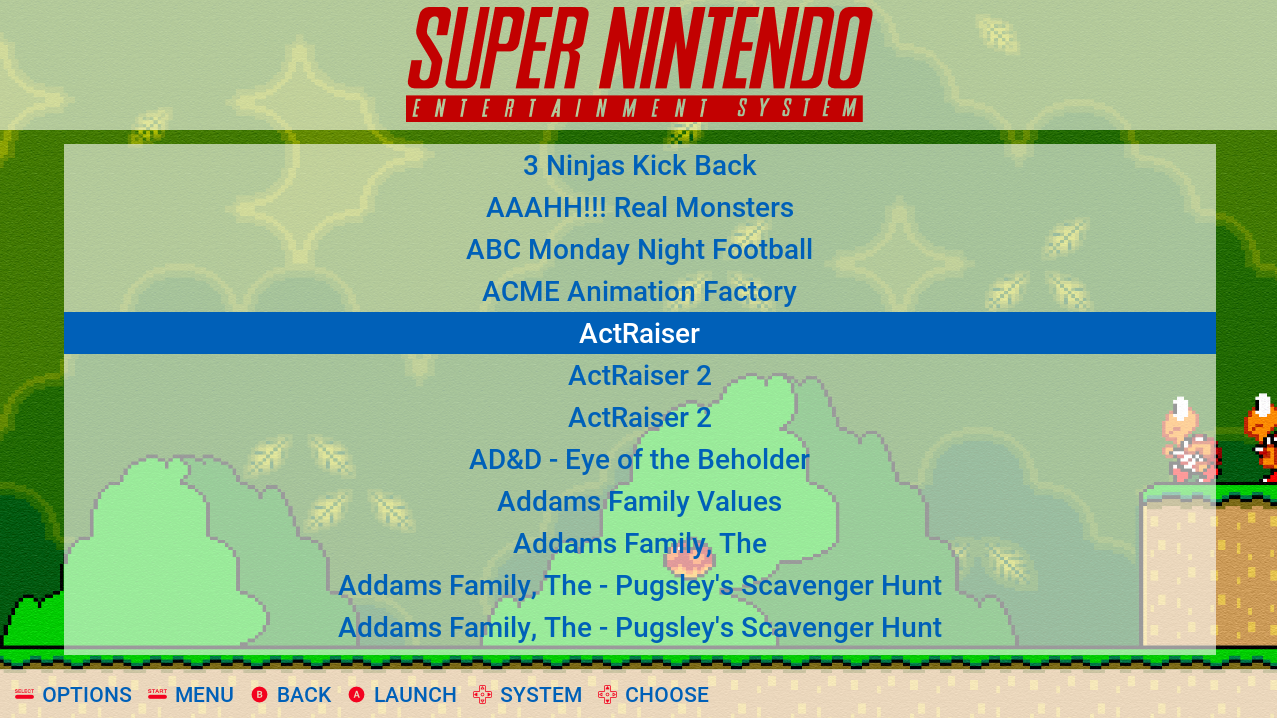 SUPER NINTENDO
ENTERTAINMENT SYSTEM
3 Ninjas Kick Back
AAAHH!!! Real Monsters
ABC Monday Night Football
ACME Animation Factory
ActRaiser
ActRaiser 2
ActRaiser 2
AD&D - Eye of the Beholder
Addams Family Values
Addams Family, The
Addams Family, The - Pugsley's Scavenger Hunt
Addams Family, The - Pugsley's Scavenger Hunt
SELECT OPTIONS START MENU B BACK A LAUNCH SYSTEM CHOOSE